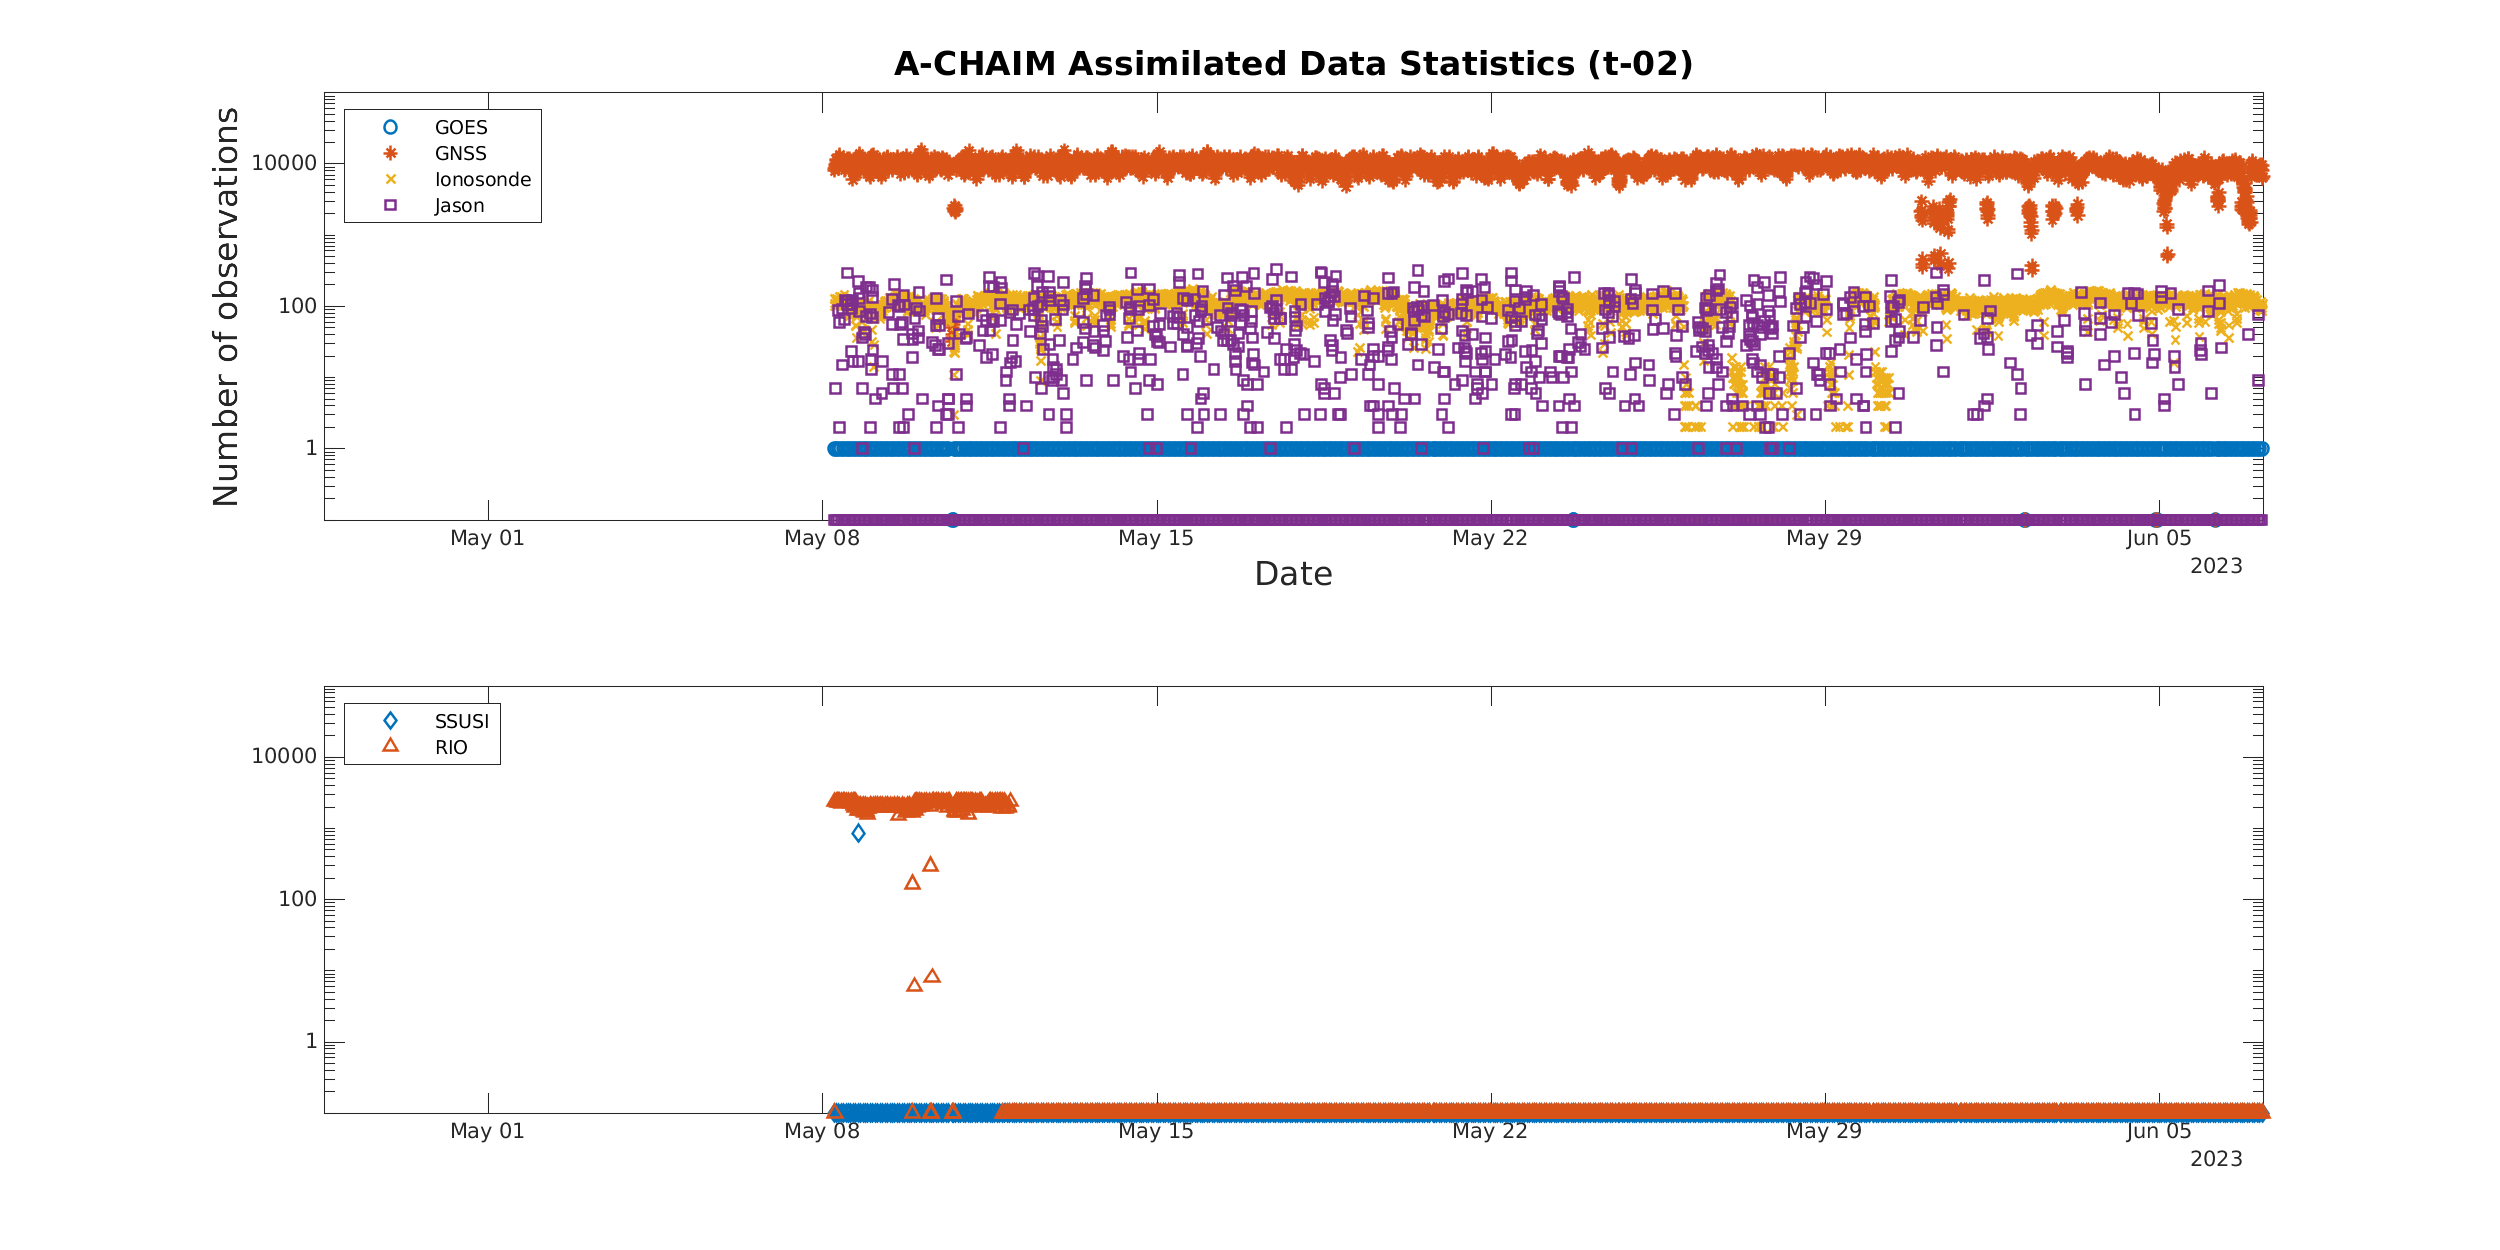 A-CHAIM Assimilated Data Statistics (t-02)
Number of observations
10000
100
1
GOES
GNSS
Ionosonde
Jason
May 01 May 08 May 15 May 22 May 29 Jun 05
2023
Date
10000
100
1
SSUSI
RIO
May 01 May 08 May 15 May 22 May 29 Jun 05
2023